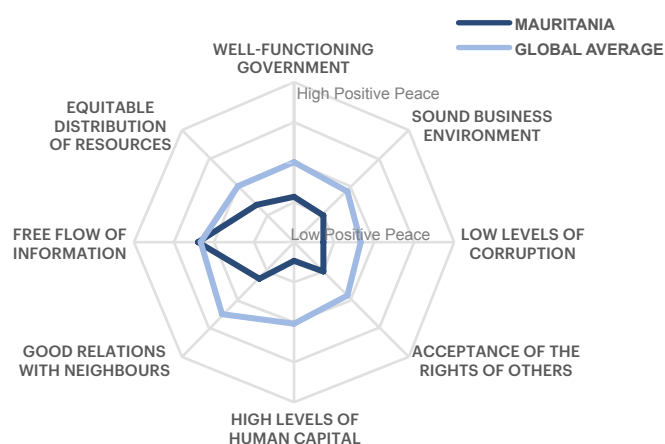 MAURITANIA
GLOBAL AVERAGE
WELL-FUNCTIONING
GOVERNMENT
High Positive Peace
EQUITABLE
DISTRIBUTION
OF RESOURCES
SOUND BUSINESS
ENVIRONMENT
FREE FLOW OF
INFORMATION
Low Positive Peace
LOW LEVELS OF
CORRUPTION
GOOD RELATIONS
WITH NEIGHBOURS
ACCEPTANCE OF THE
RIGHTS OF OTHERS
HIGH LEVELS OF
HUMAN CAPITAL